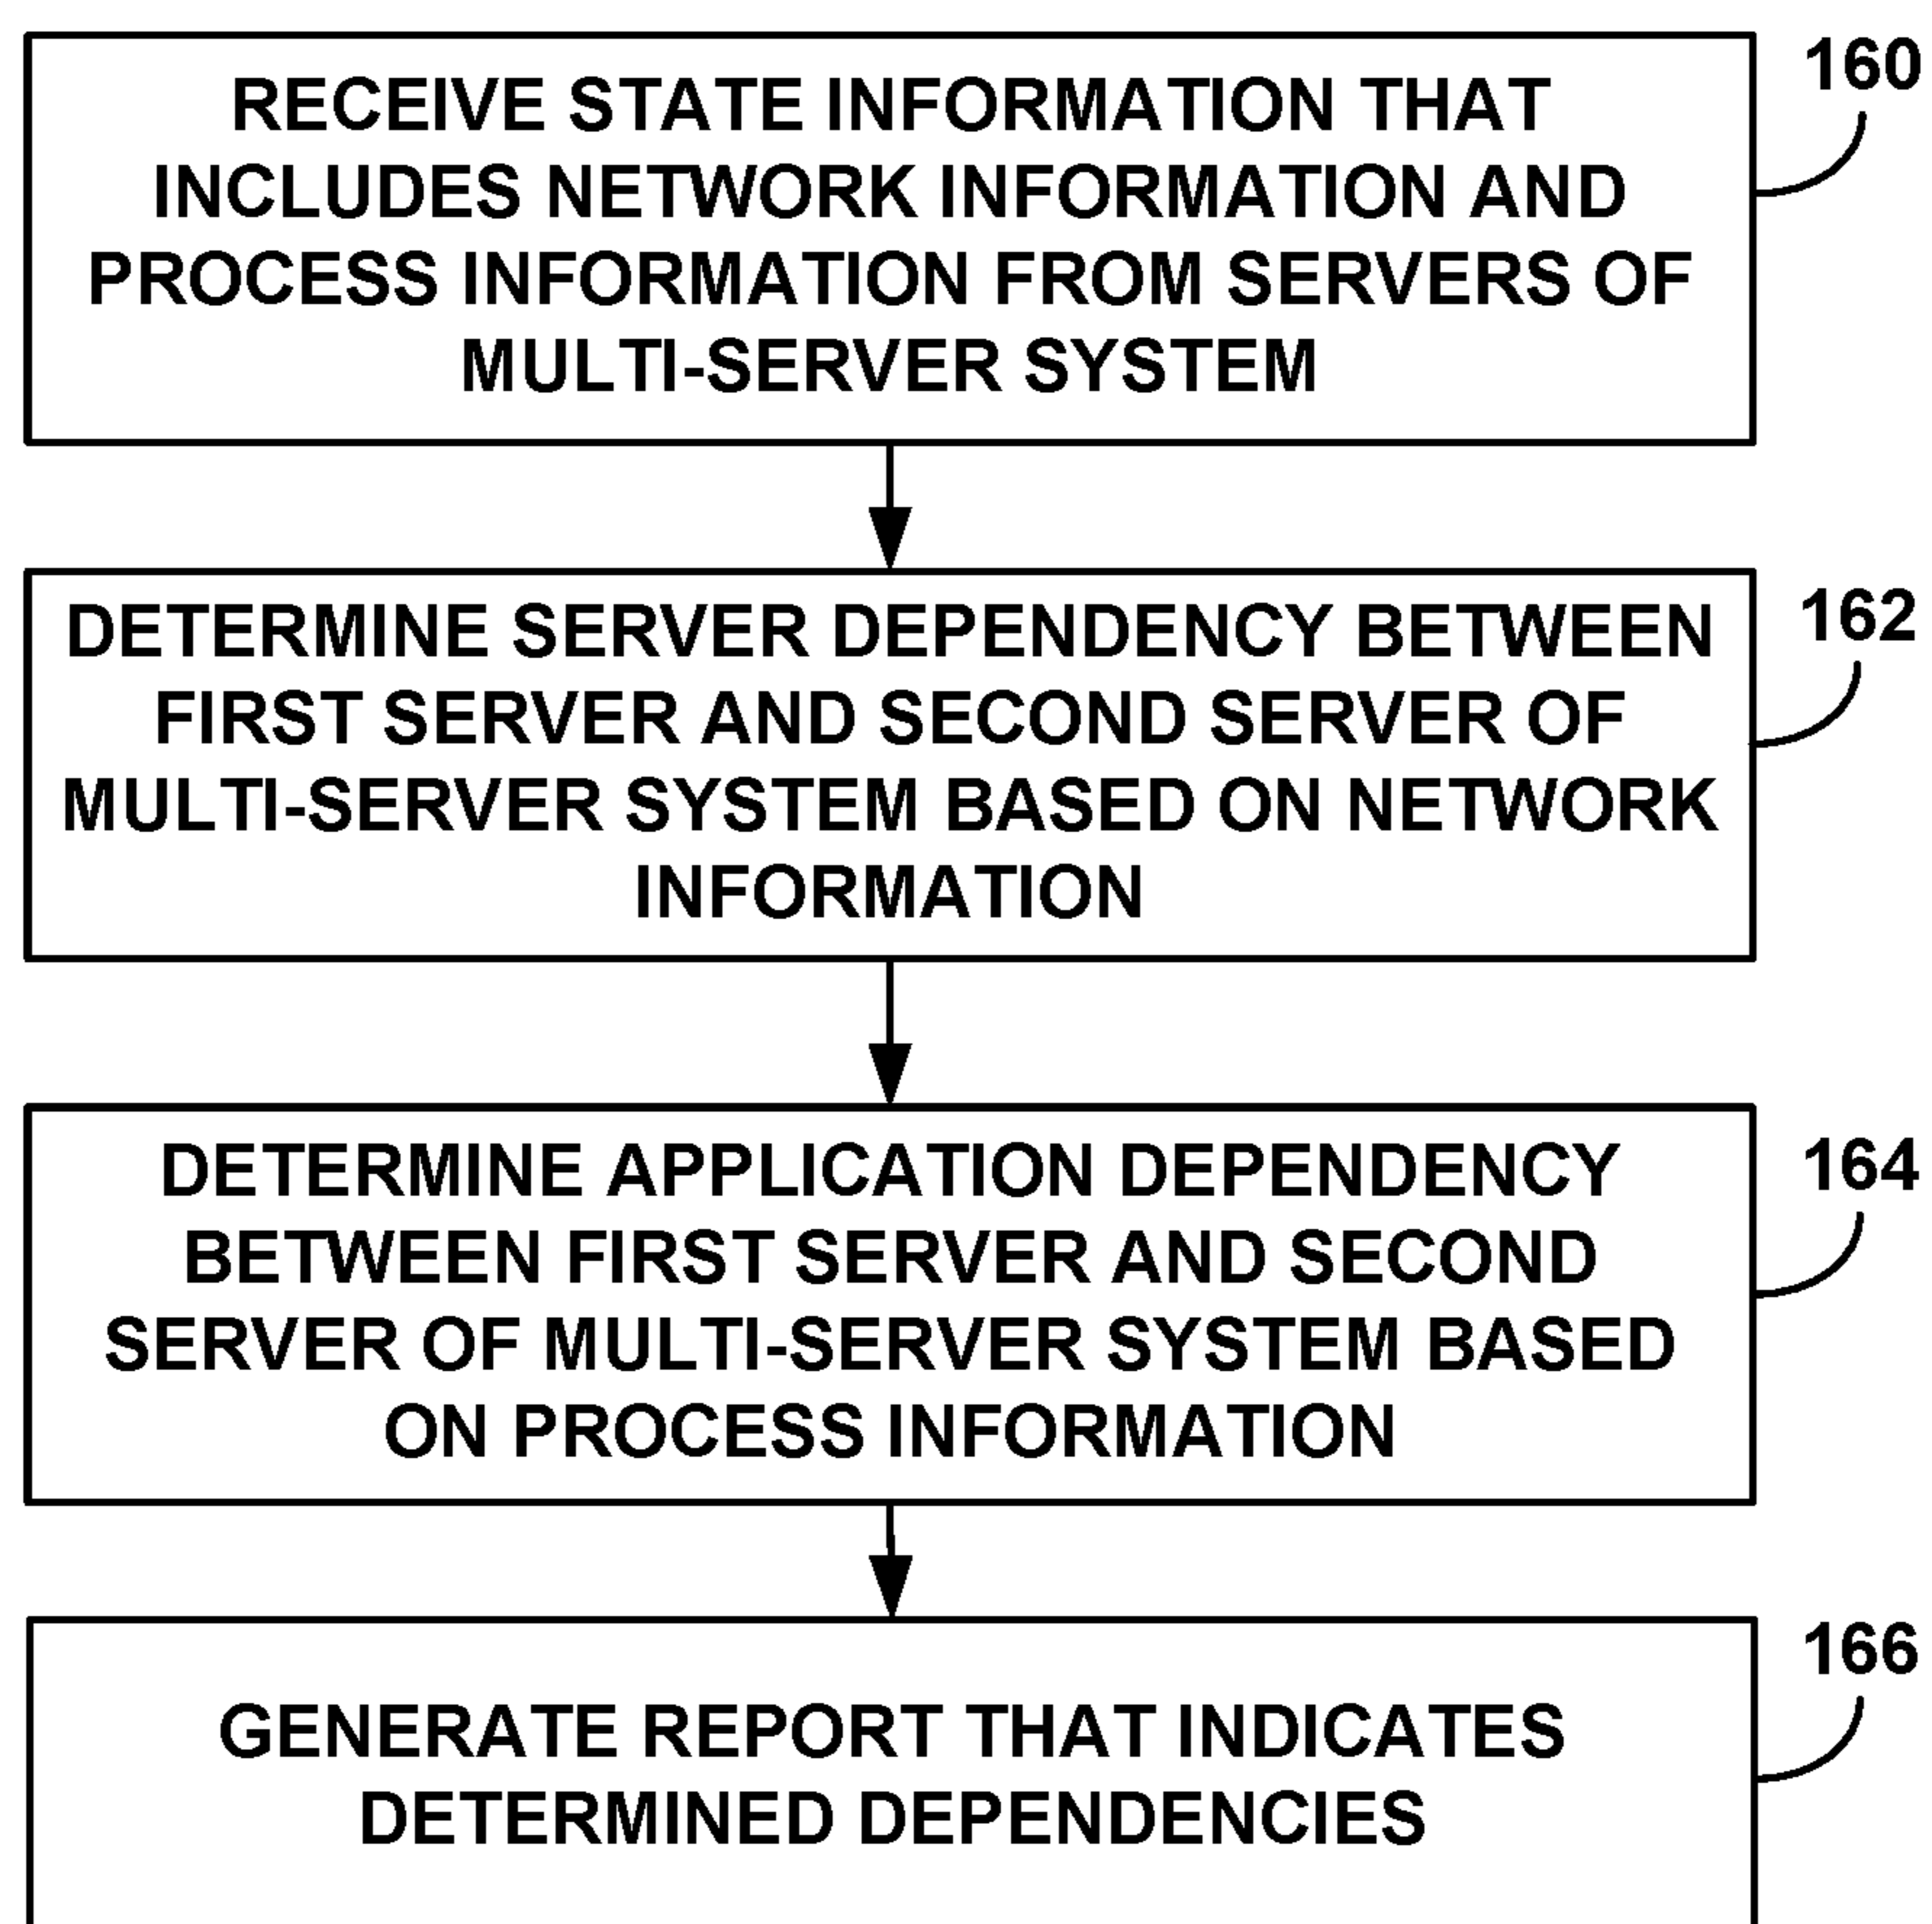 160
RECEIVE STATE INFORMATION THAT
INCLUDES NETWORK INFORMATION AND
PROCESS INFORMATION FROM SERVERS OF
MULTI-SERVER SYSTEM
162
DETERMINE SERVER DEPENDENCY BETWEEN
FIRST SERVER AND SECOND SERVER OF
MULTI-SERVER SYSTEM BASED ON NETWORK
INFORMATION
164
DETERMINE APPLICATION DEPENDENCY
BETWEEN FIRST SERVER AND SECOND
SERVER OF MULTI-SERVER SYSTEM BASED
ON PROCESS INFORMATION
166
GENERATE REPORT THAT INDICATES
DETERMINED DEPENDENCIES